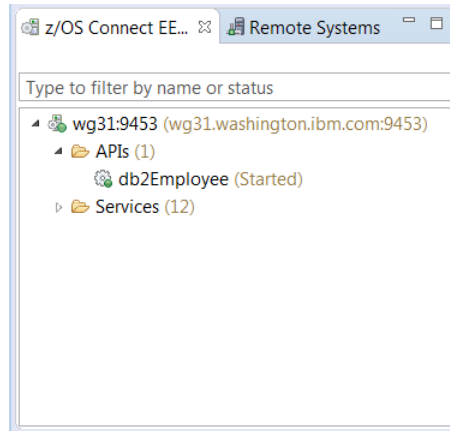 z/OS Connect EE... Remote Systems
Type to filter by name or status
wg31:9453 (wg31.washington.ibm.com:9453)
APIs (1)
db2Employee (Started)
Services (12)